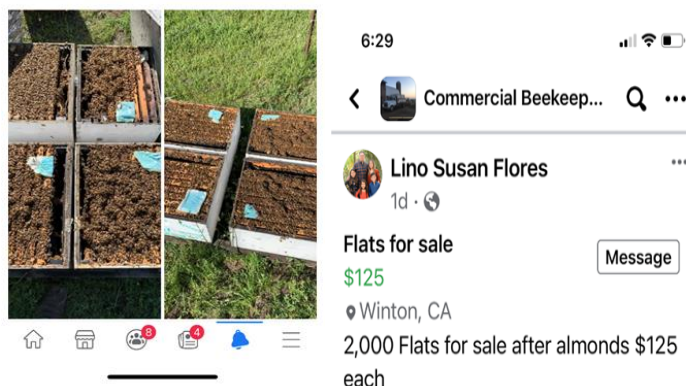 8
4
6:29
Commercial Beekeep...
Lino Susan Flores
1d ·
Flats for sale
Message
$125
Winton, CA
2,000 Flats for sale after almonds $125
each